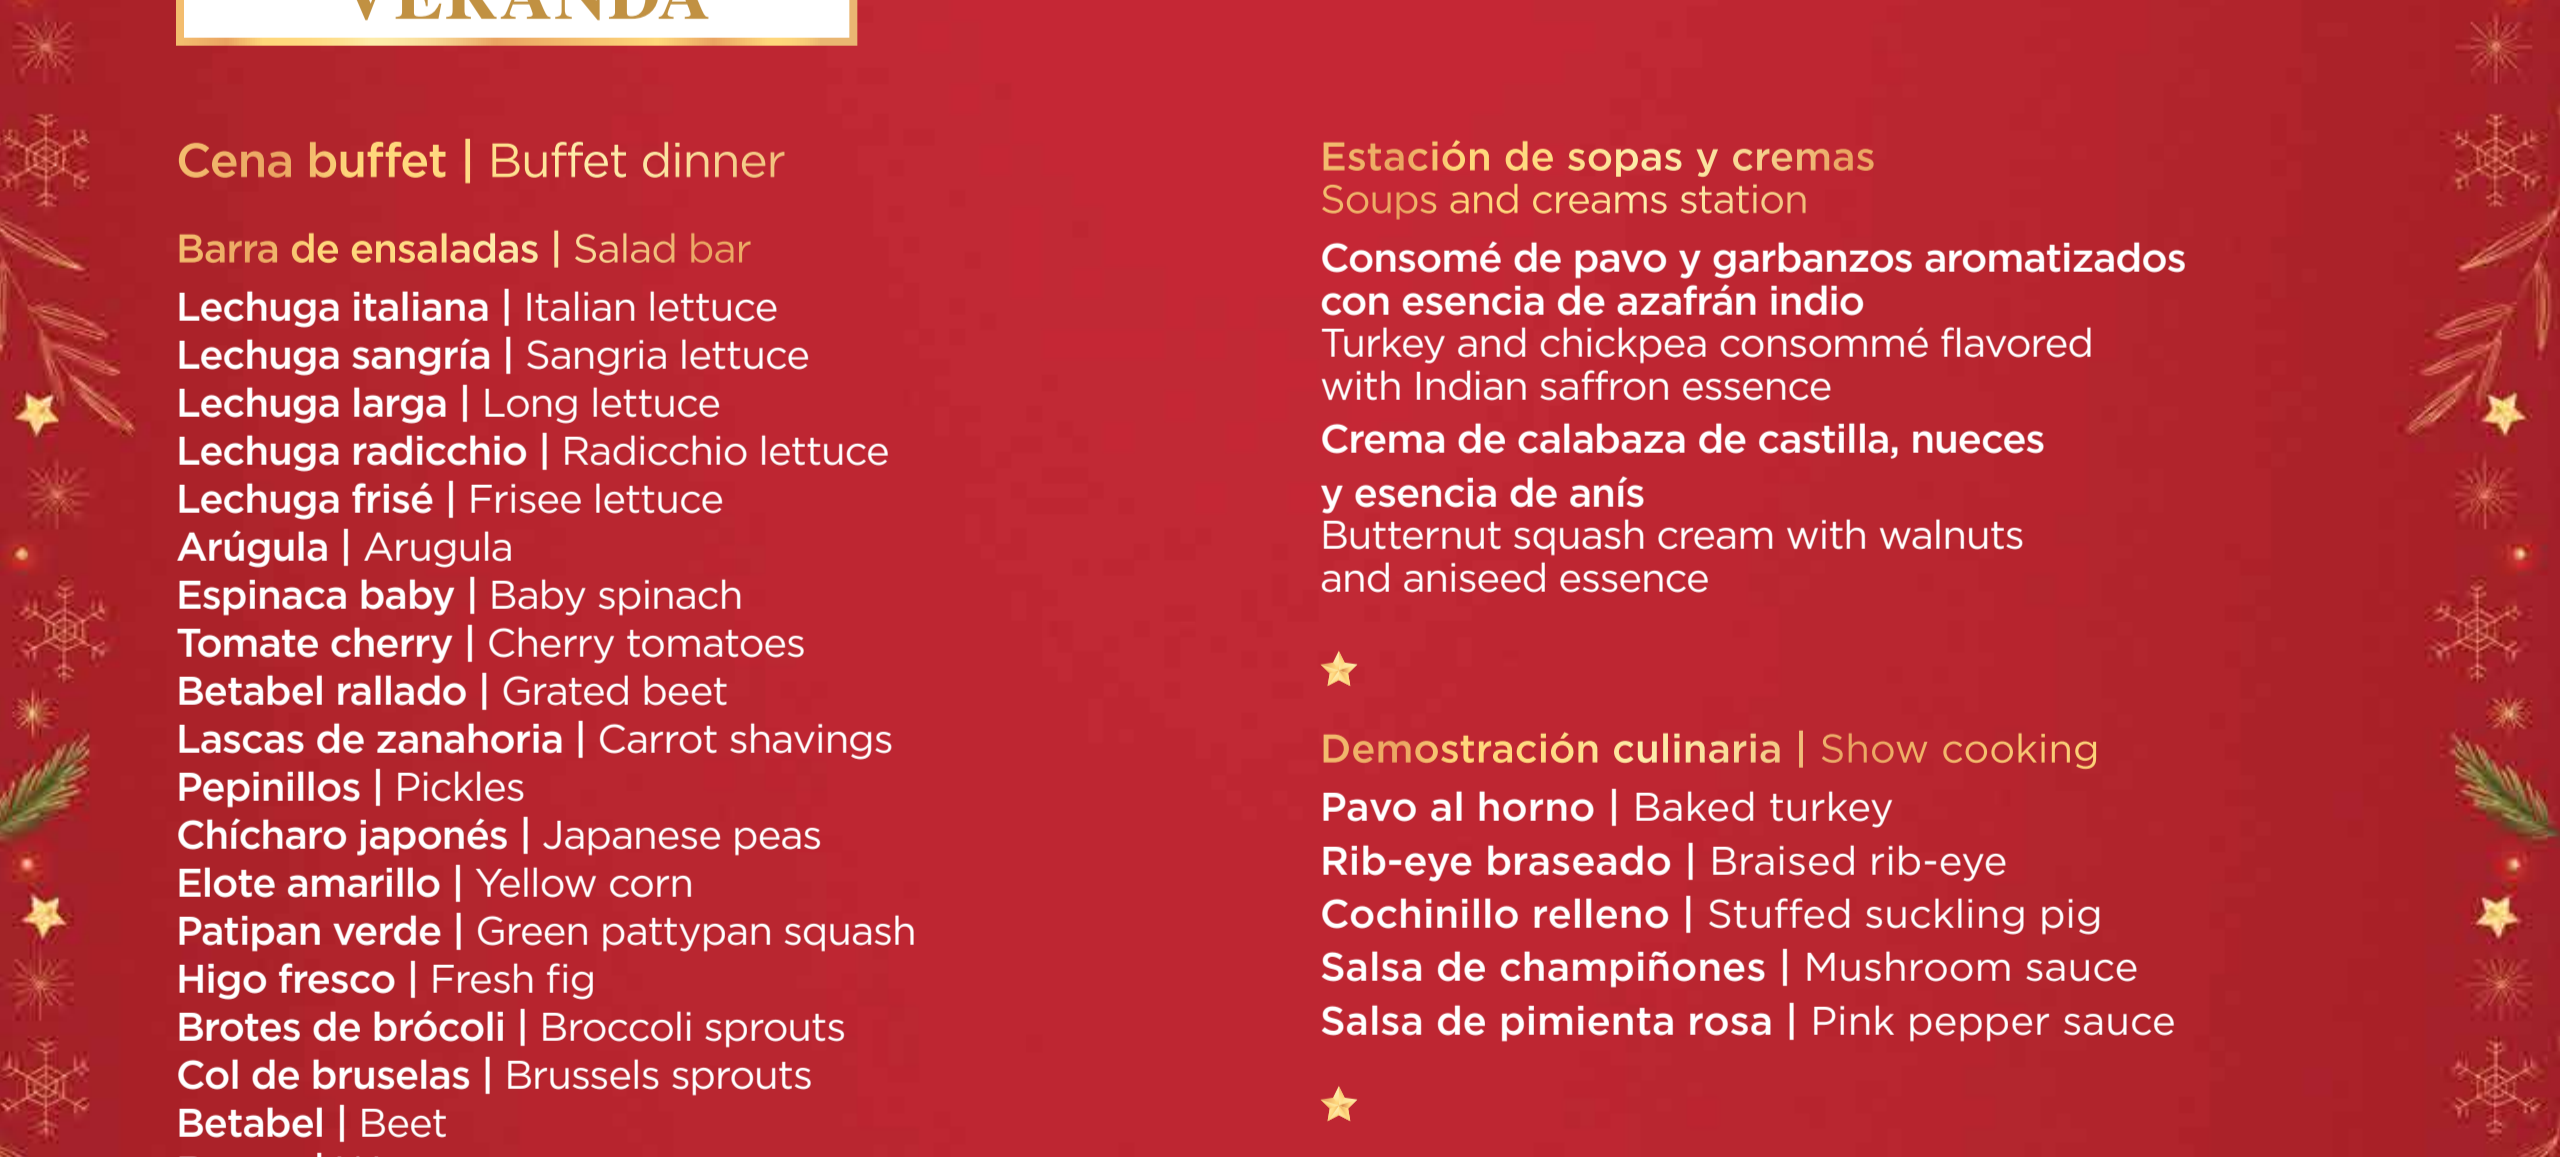 VERANDA
Cena buffet | Buffet dinner
Barra de ensaladas | Salad bar
Lechuga italiana | Italian lettuce
Lechuga sangría | Sangria lettuce
Lechuga larga | Long lettuce
Lechuga radicchio | Radicchio lettuce
Lechuga frisé | Frisee lettuce
Arúgula | Arugula
Espinaca baby | Baby spinach
Tomate cherry | Cherry tomatoes
Betabel rallado | Grated beet
Lascas de zanahoria | Carrot shavings
Pepinillos | Pickles
Chícharo japonés | Japanese peas
Elote amarillo | Yellow corn
Patipan verde | Green pattypan squash
Higo fresco | Fresh fig
Brotes de brócoli | Broccoli sprouts
Col de bruselas | Brussels sprouts
Betabel | Beet
Estación de sopas y cremas
Soups and creams station
Consomé de pavo y garbanzos aromatizados
con esencia de azafrán indio
Turkey and chickpea consommé flavored
with Indian saffron essence
Crema de calabaza de castilla, nueces
y esencia de anís
Butternut squash cream with walnuts
and aniseed essence
Demostración culinaria | Show cooking
Pavo al horno | Baked turkey
Rib-eye braseado | Braised rib-eye
Cochinillo relleno | Stuffed suckling pig
Salsa de champiñones | Mushroom sauce
Salsa de pimienta rosa | Pink pepper sauce